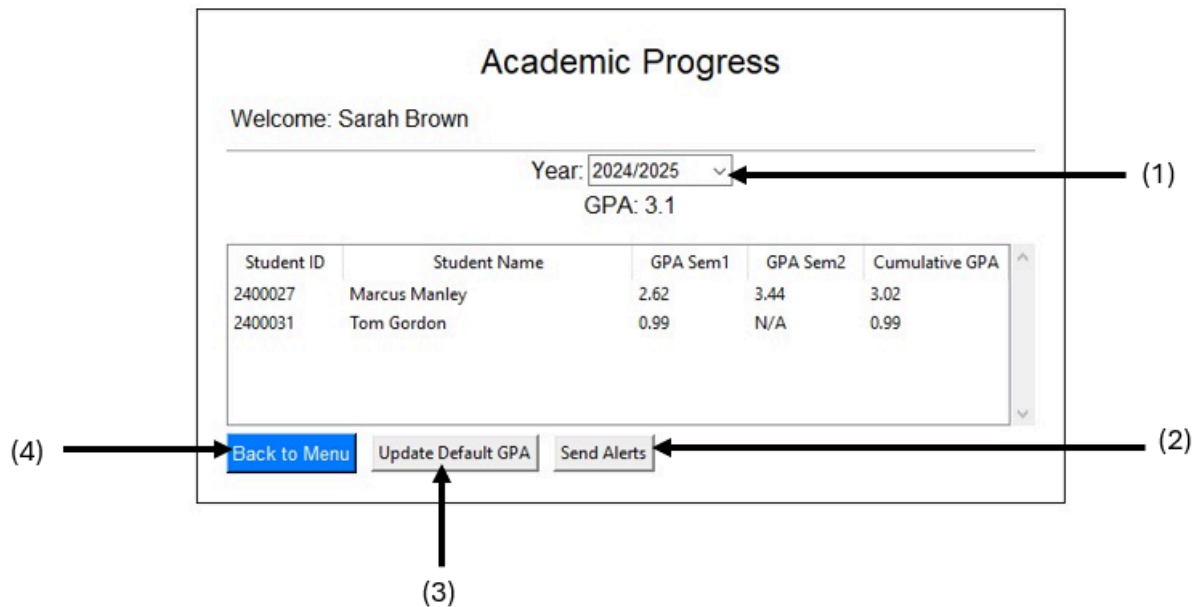 Academic Progress
Welcome: Sarah Brown
Year: 2024/2025
(1)
GPA: 3.1
Student ID Student Name GPA Sem1 GPA Sem2 Cumulative GPA
2400027 Marcus Manley 2.62 3.44 3.02
2400031 Tom Gordon 0.99 N/A 0.99
(4)
Back to Menu Update Default GPA Send Alerts
(2)
(3)